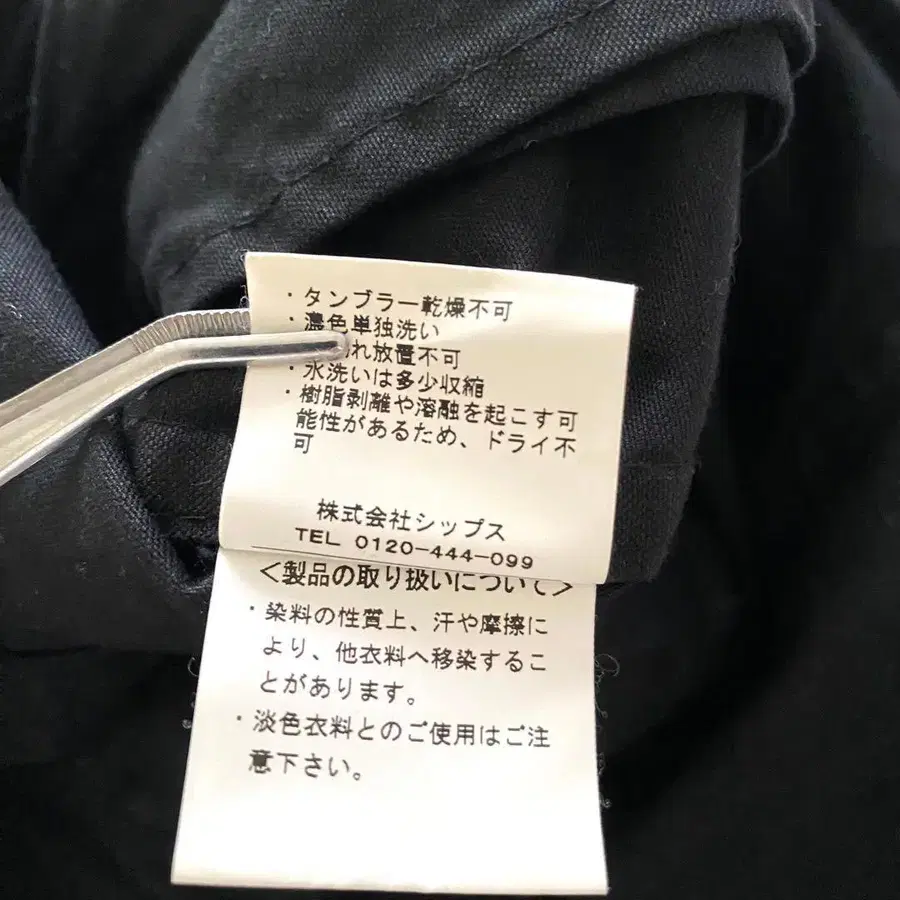 ・タンブラー乾燥不可
・濃色単独洗い
れ放置不可
・水洗いは多少収縮
・樹脂剥離や溶融を起こす可
能性があるため、ドライ不
可
株式会社シップス
TEL 0120-444-099
＜製品の取り扱いについて＞
・染料の性質上、汗や摩擦に
より、他衣料へ移染するこ
とがあります。
・淡色衣料とのご使用はご注
意下さい。